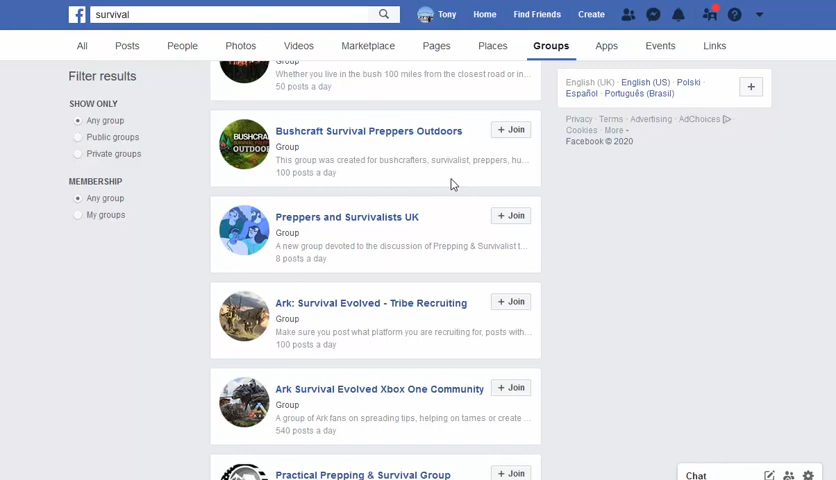 survival
Tony Home Find Friends Create
All Posts People Photos Videos Marketplace Pages Places Groups Apps Events Links
Filter results
SHOW ONLY
Any group
Public groups
Private groups
MEMBERSHIP
Any group
My groups
Group
Whether you live in the bush 100 miles from the closest road or in...
50 posts a day
BUSHCRAFT
OUTDOORS
Bushcraft Survival Preppers Outdoors
+ Join
Group
This group was created for bushcrafters, survivalist, preppers, hu...
100 posts a day
Preppers and Survivalists UK
+ Join
Group
A new group devoted to the discussion of Prepping & Survivalist t...
8 posts a day
Ark: Survival Evolved - Tribe Recruiting
+ Join
Group
Make sure you post what platform you are recruiting for, posts with...
100 posts a day
Ark Survival Evolved Xbox One Community
+ Join
Group
A group of Ark fans on spreading tips, helping on tames or create ...
540 posts a day
Practical Prepping & Survival Group
+ Join
English (UK) · English (US) · Polski ·
Español · Português (Brasil)
+
Privacy · Terms · Advertising · AdChoices
Cookies · More
Facebook © 2020
Chat